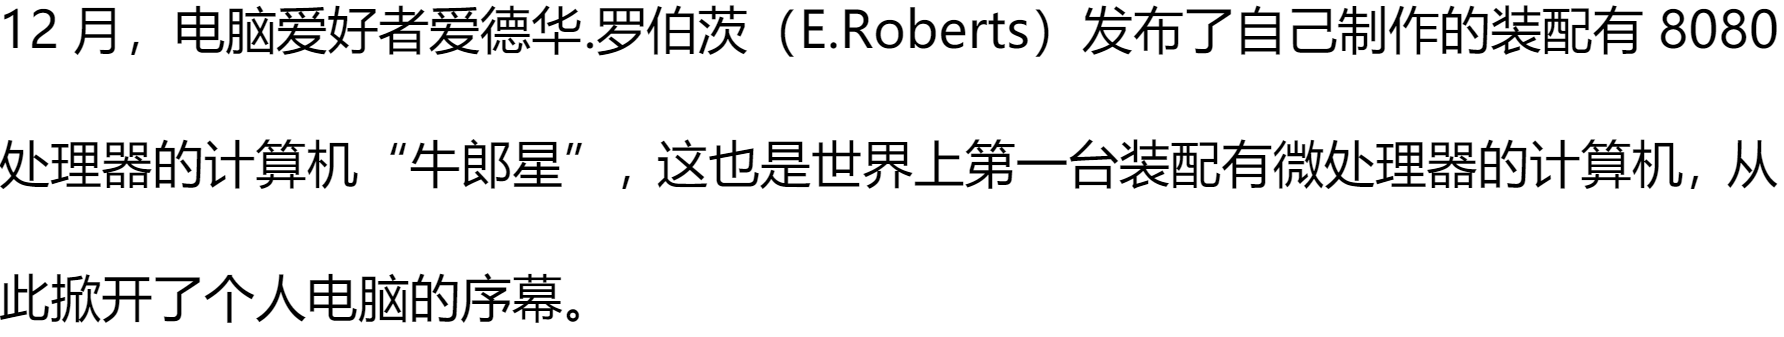 12 月，电脑爱好者爱德华.罗伯茨（E.Roberts）发布了自己制作的装配有 8080
处理器的计算机“牛郎星”，这也是世界上第一台装配有微处理器的计算机，从
此掀开了个人电脑的序幕。